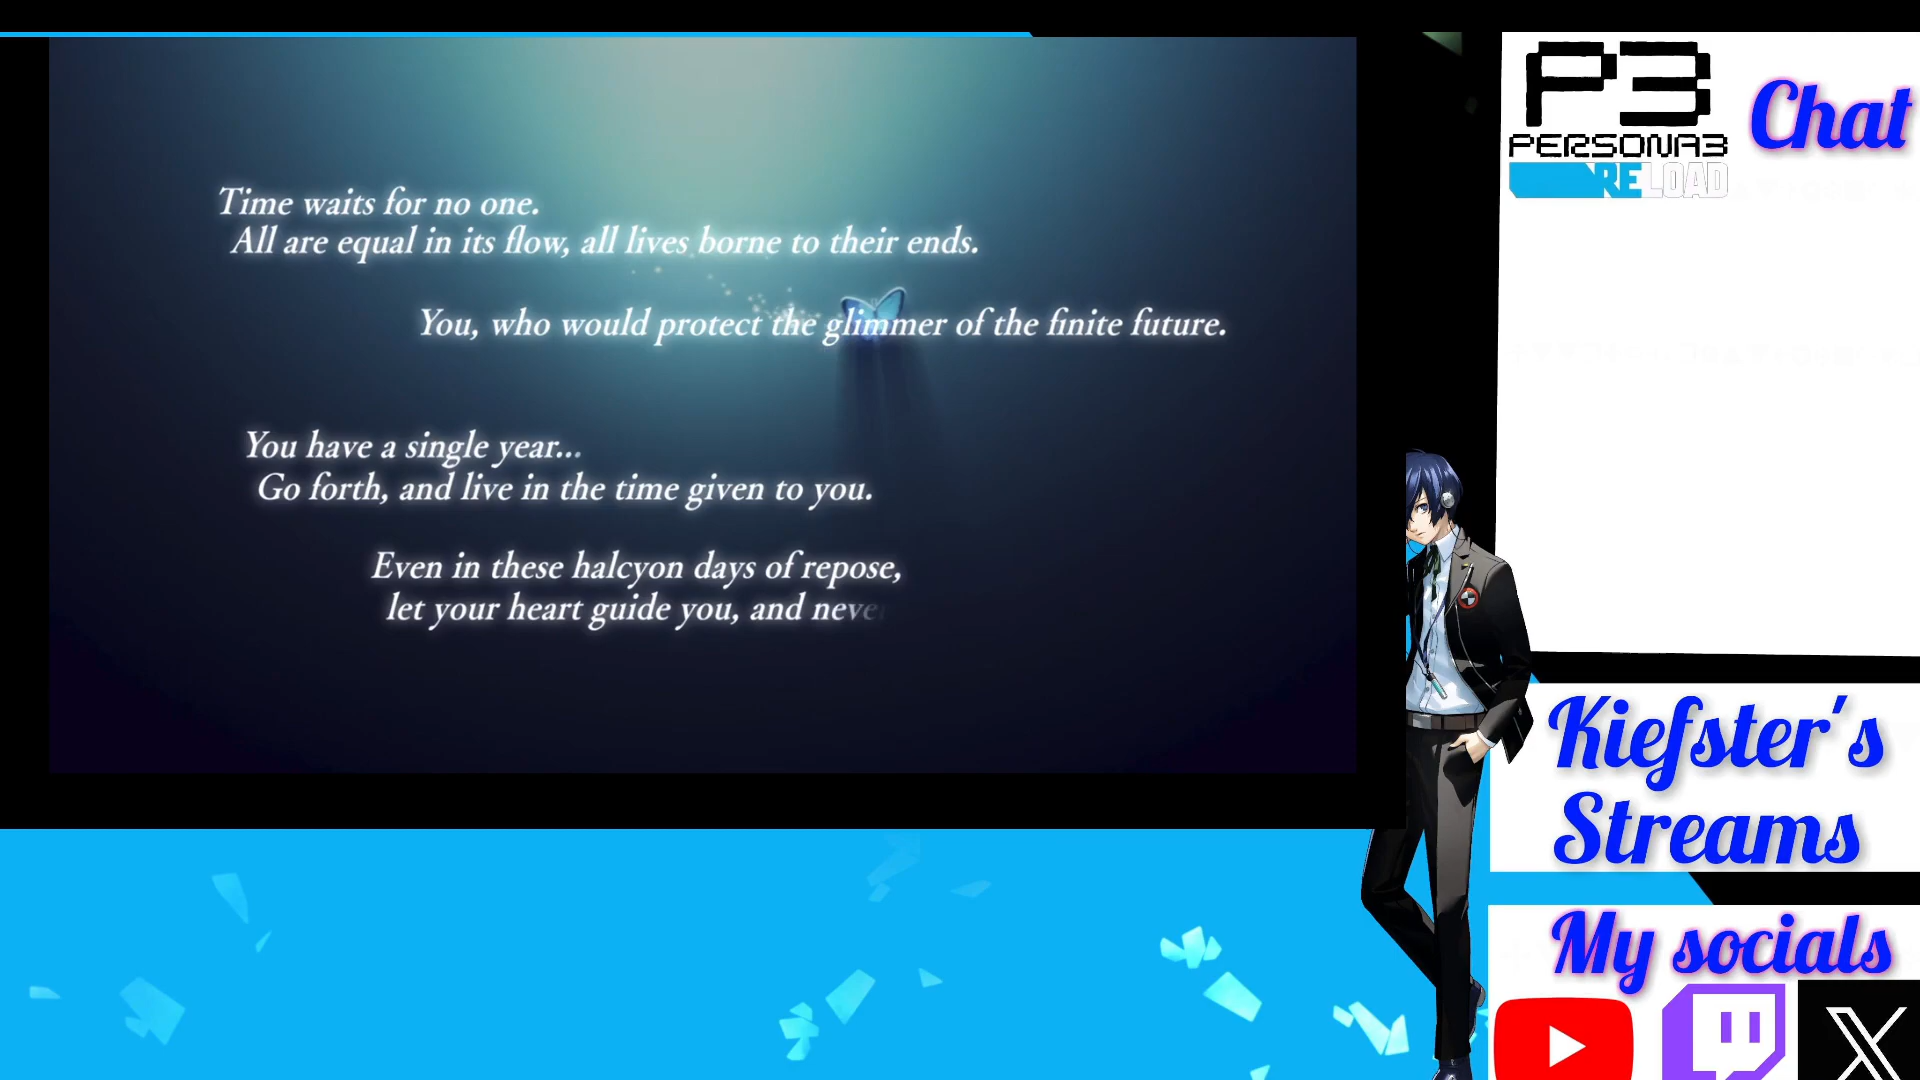 Time waits for no one.
All are equal in its flow, all lives borne to their ends.
You, who would protect the glimmer of the finite future.
You have a single year...
Go forth, and live in the time given to you.
Even in these halcyon days of repose,
let your heart guide you, and neve
P3
PERSONA3
RELOAD
Chat
Kiefster's
Streams
My socials